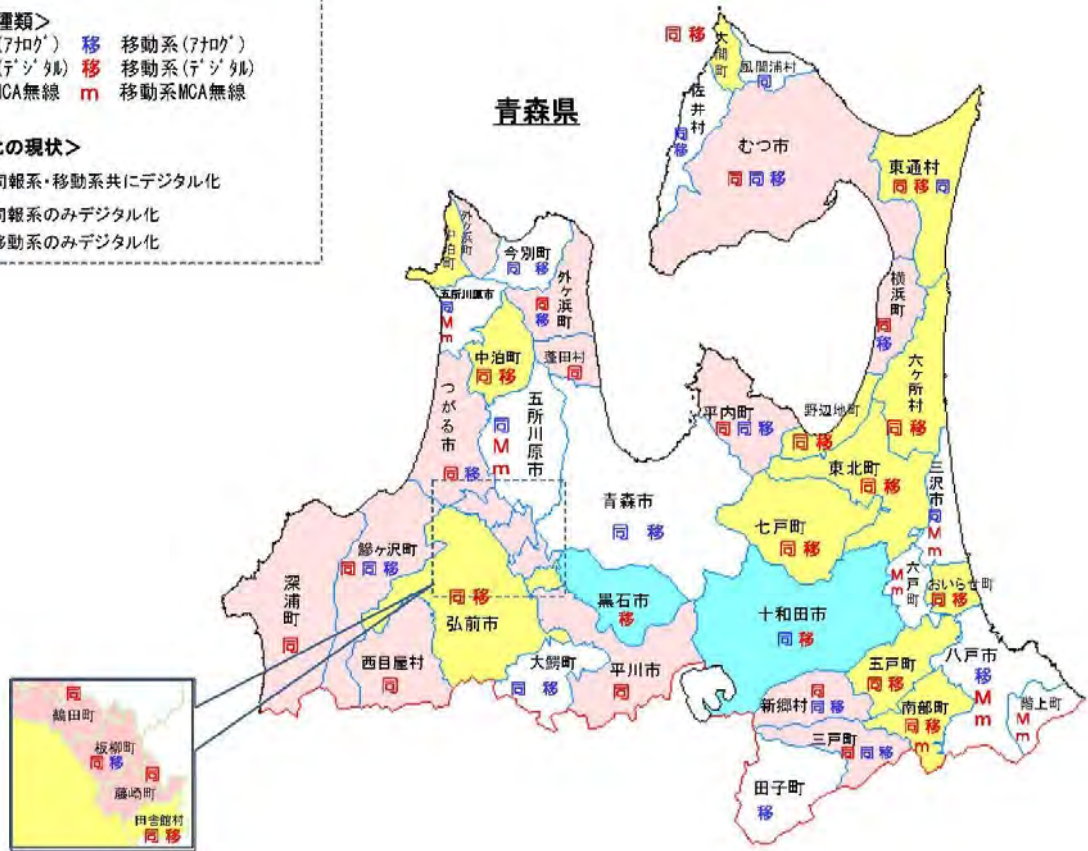 種類>
(アナログ) 移 移動系(アナログ)
(デジタル) 移 移動系(デジタル)
MCA無線 m 移動系MCA無線
化の現状>
同報系・移動系共にデジタル化
同報系のみデジタル化
移動系のみデジタル化
青森県
同 移
大間町
風間浦村
同
佐井村
同
移
むつ市
同 同 移
東通村
同 移 同
中泊町
外ヶ浜町
今別町
同 移
外ヶ浜町
同
移
五所川原市
同
M
m
中泊町
同 移
蓬田村
同
横浜町
同
移
つがる市
同 移
五所川原市
同
M
m
平内町
同 同 移
野辺地町
同 移
六ヶ所村
同 移
東北町
同 移
三沢市
同
M
m
青森市
同 移
七戸町
同 移
鰺ヶ沢町
同 同 移
深浦町
同
同 移
弘前市
黒石市
移
十和田市
同 移
六戸町
M
m
おいらせ町
同 移
西目屋村
同
大鰐町
同 移
平川市
同
五戸町
同 移
八戸市
移
M
m
階上町
M
m
新郷村
同
同 移
南部町
同 移
m
三戸町
同 同 移
田子町
移
同
鶴田町
板柳町
同 移
同
藤崎町
田舎館村
同 移